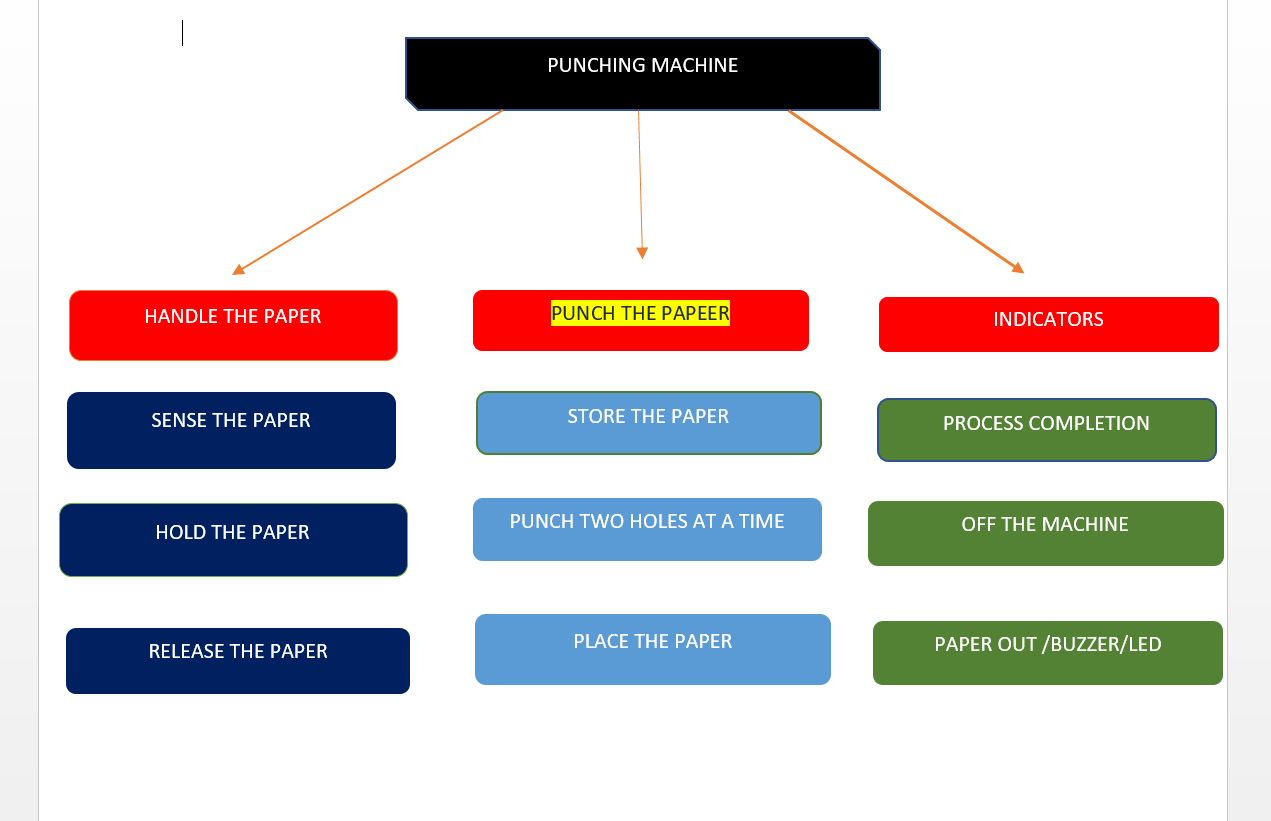 PUNCHING MACHINE
HANDLE THE PAPER
PUNCH THE PAPEER
INDICATORS
SENSE THE PAPER
STORE THE PAPER
PROCESS COMPLETION
HOLD THE PAPER
PUNCH TWO HOLES AT A TIME
OFF THE MACHINE
RELEASE THE PAPER
PLACE THE PAPER
PAPER OUT /BUZZER/LED